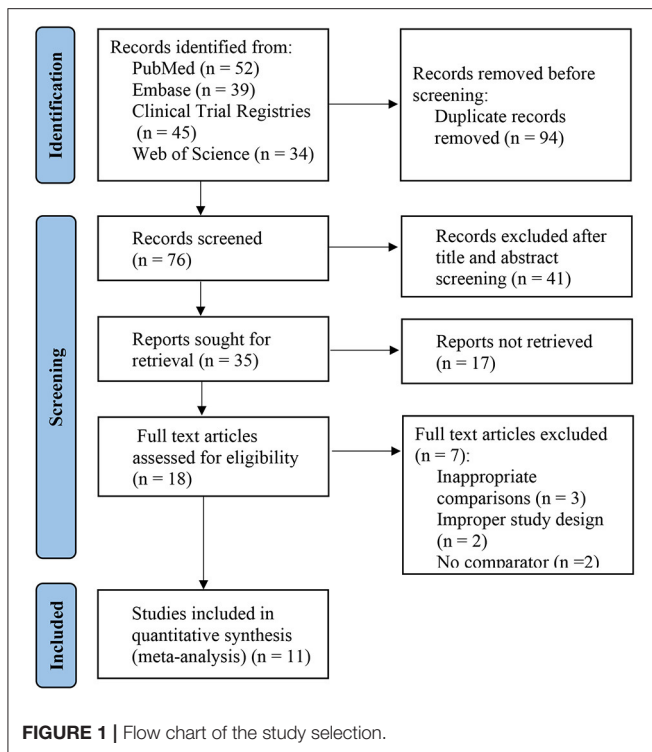 Identification
Records identified from:
PubMed (n = 52)
Embase (n = 39)
Clinical Trial Registries
(n = 45)
Web of Science (n = 34)
Records removed before
screening:
Duplicate records
removed (n = 94)
Screening
Records screened
(n = 76)
Records excluded after
title and abstract
screening (n = 41)
Reports sought for
retrieval (n = 35)
Reports not retrieved
(n = 17)
Full text articles
assessed for eligibility
(n = 18)
Full text articles excluded
(n = 7):
Inappropriate
comparisons (n = 3)
Improper study design
(n = 2)
No comparator (n =2)
Included
Studies included in
quantitative synthesis
(meta-analysis) (n = 11)
FIGURE 1 | Flow chart of the study selection.